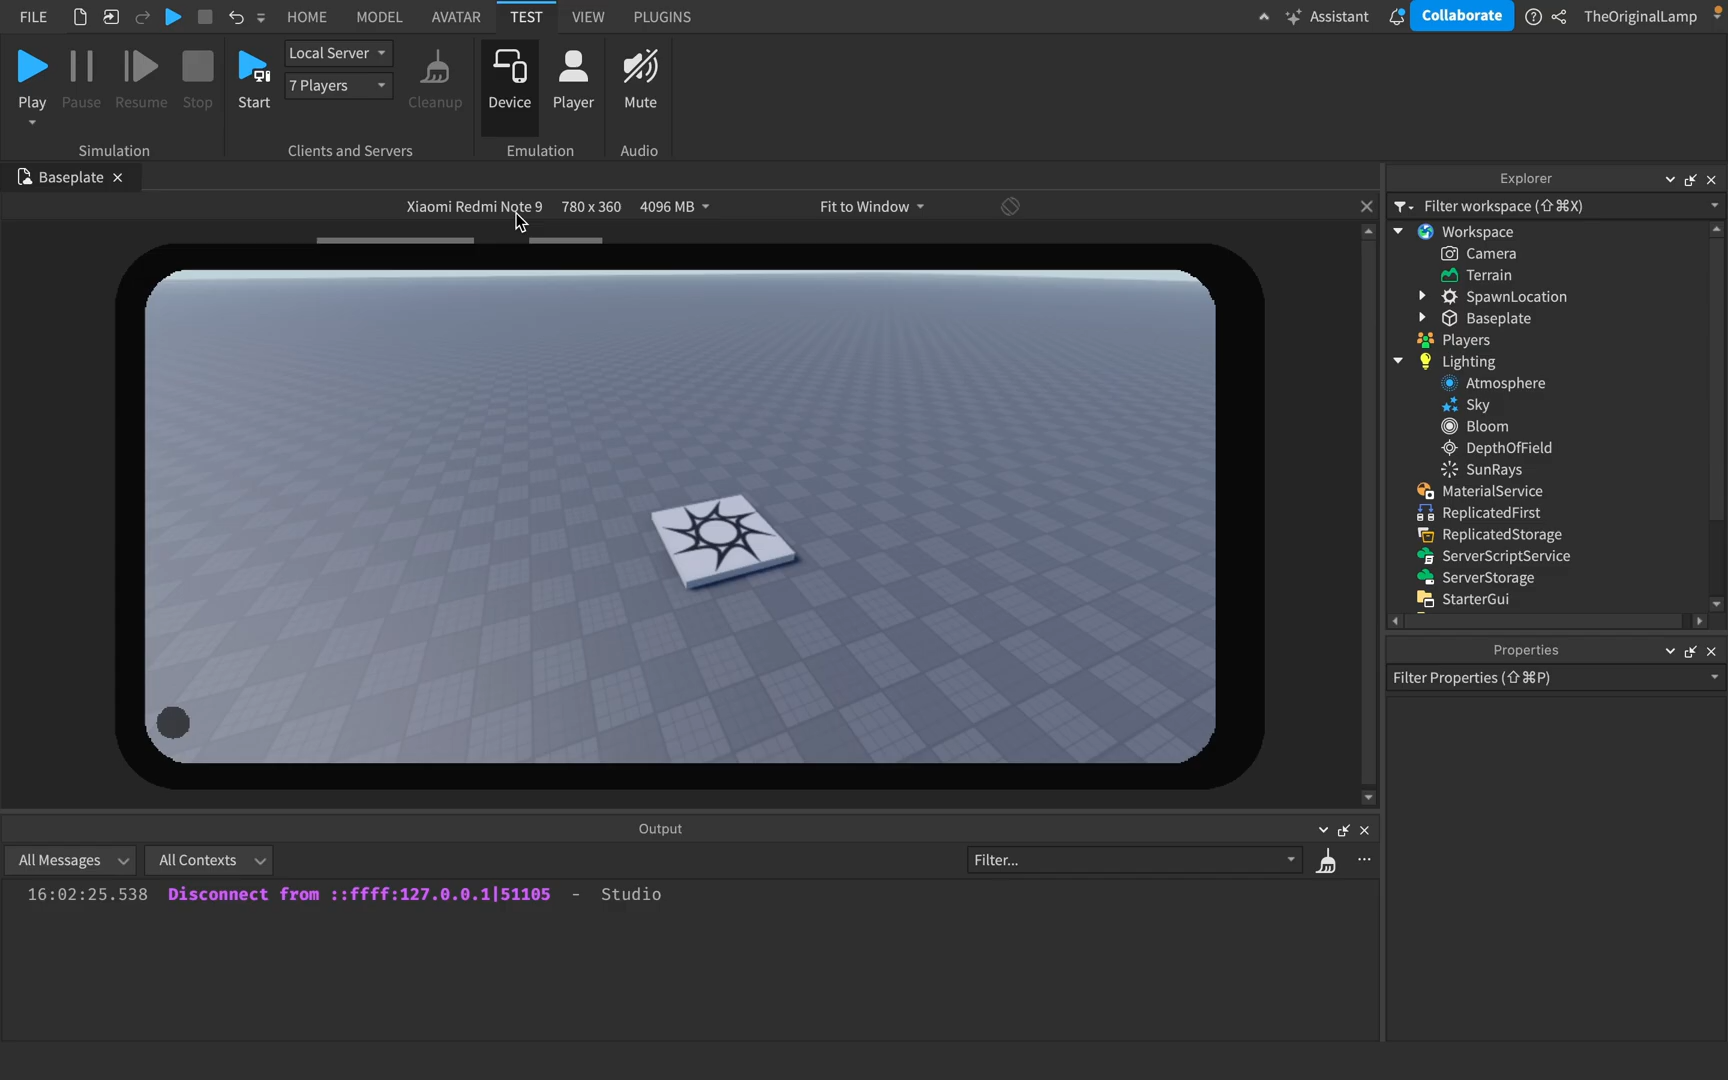 FILE HOME MODEL AVATAR TEST VIEW PLUGINS Assistant Collaborate TheOriginalLamp
Play Pause Resume Stop Start Local Server 7 Players Cleanup Device Player Mute
Simulation Clients and Servers Emulation Audio
Baseplate
Xiaomi Redmi Note 9 780 x 360 4096 MB Fit to Window
Explorer
Filter workspace (⇧⌘X)
Workspace
Camera
Terrain
SpawnLocation
Baseplate
Players
Lighting
Atmosphere
Sky
Bloom
DepthOfField
SunRays
MaterialService
ReplicatedFirst
ReplicatedStorage
ServerScriptService
ServerStorage
StarterGui
Properties
Filter Properties (⇧⌘P)
Output
All Messages All Contexts Filter...
16:02:25.538 Disconnect from ::ffff:127.0.0.1|51105 - Studio